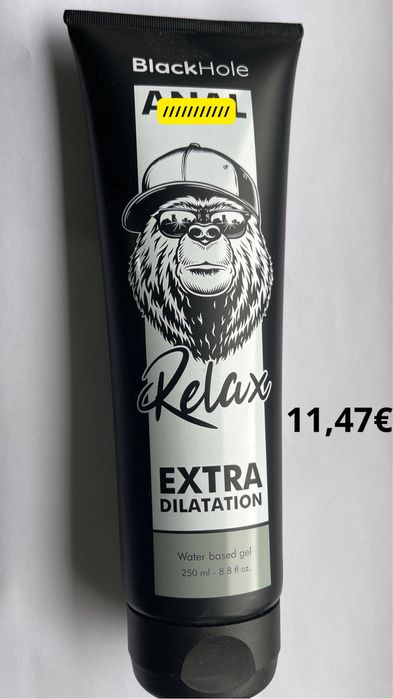 BlackHole
ANAL
Relax
11,47€
EXTRA
DILATATION
Water based gel
250 ml - 8.8 fl oz.